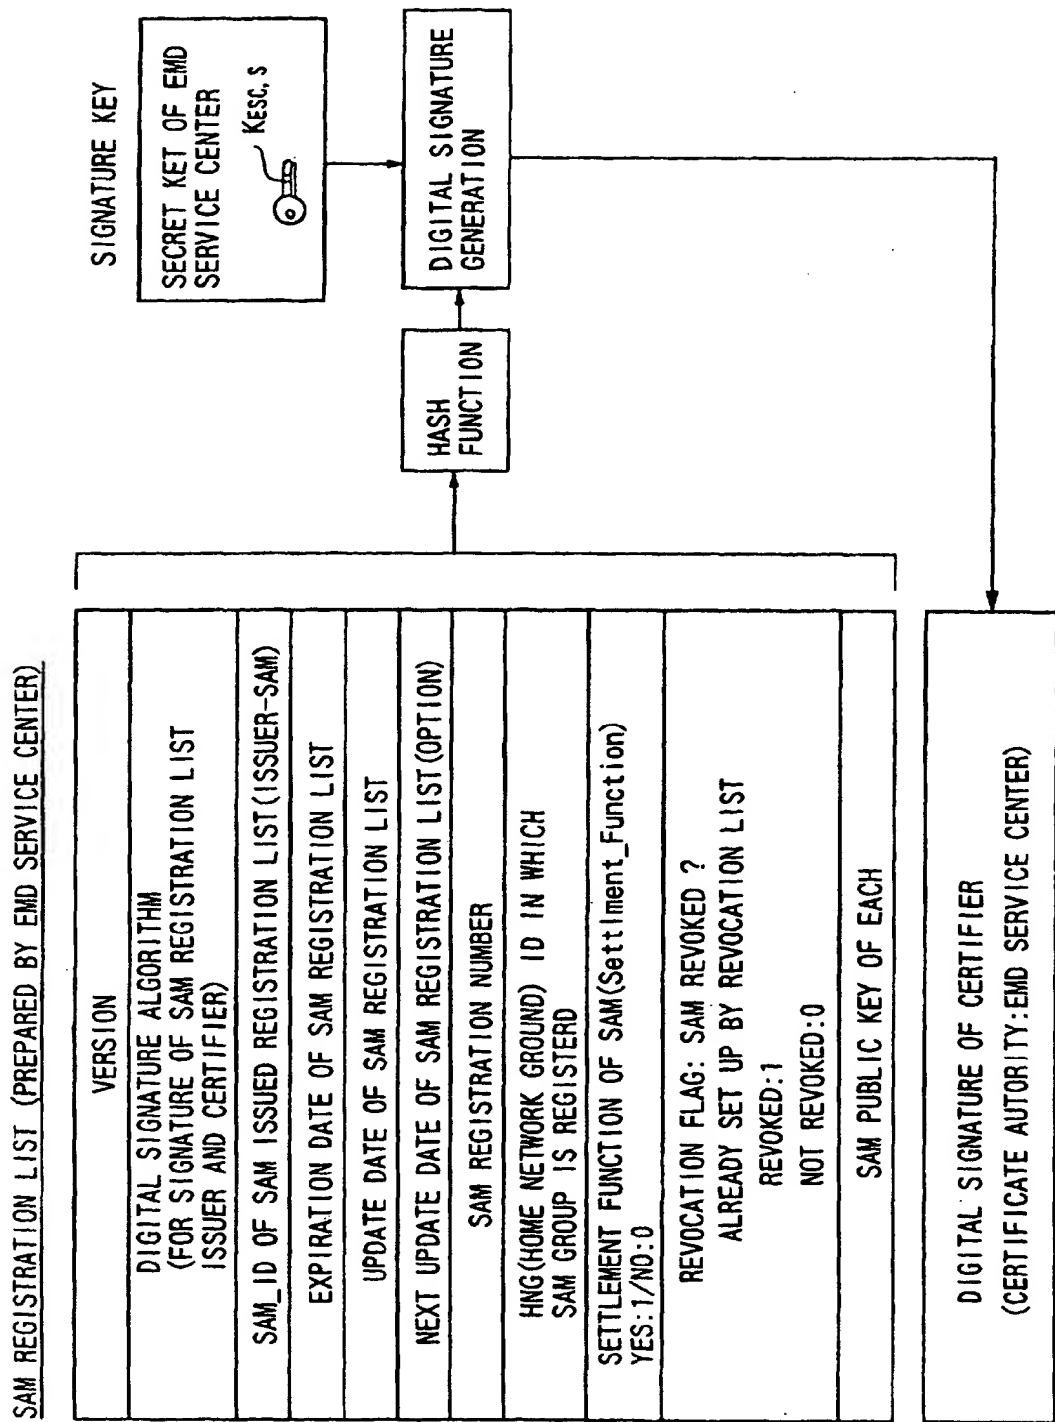 SAM REGISTRATION LIST (PREPARED BY EMD SERVICE CENTER)
VERSION
DIGITAL SIGNATURE ALGORITHM
(FOR SIGNATURE OF SAM REGISTRATION LIST
ISSUER AND CERTIFIER)
SAM_ID OF SAM ISSUED REGISTRATION LIST(ISSUER-SAM)
EXPIRATION DATE OF SAM REGISTRATION LIST
UPDATE DATE OF SAM REGISTRATION LIST
NEXT UPDATE DATE OF SAM REGISTRATION LIST(OPTION)
SAM REGISTRATION NUMBER
HNG(HOME NETWORK GROUND) ID IN WHICH
SAM GROUP IS REGISTERD
SETTLEMENT FUNCTION OF SAM(Settlment_Function)
YES:1/NO:0
REVOCATION FLAG: SAM REVOKED ?
ALREADY SET UP BY REVOCATION LIST
REVOKED:1
NOT REVOKED:0
SAM PUBLIC KEY OF EACH
DIGITAL SIGNATURE OF CERTIFIER
(CERTIFICATE AUTORITY:EMD SERVICE CENTER)
HASH
FUNCTION
SIGNATURE KEY
SECRET KET OF EMD
SERVICE CENTER
KESC,S
DIGITAL SIGNATURE
GENERATION